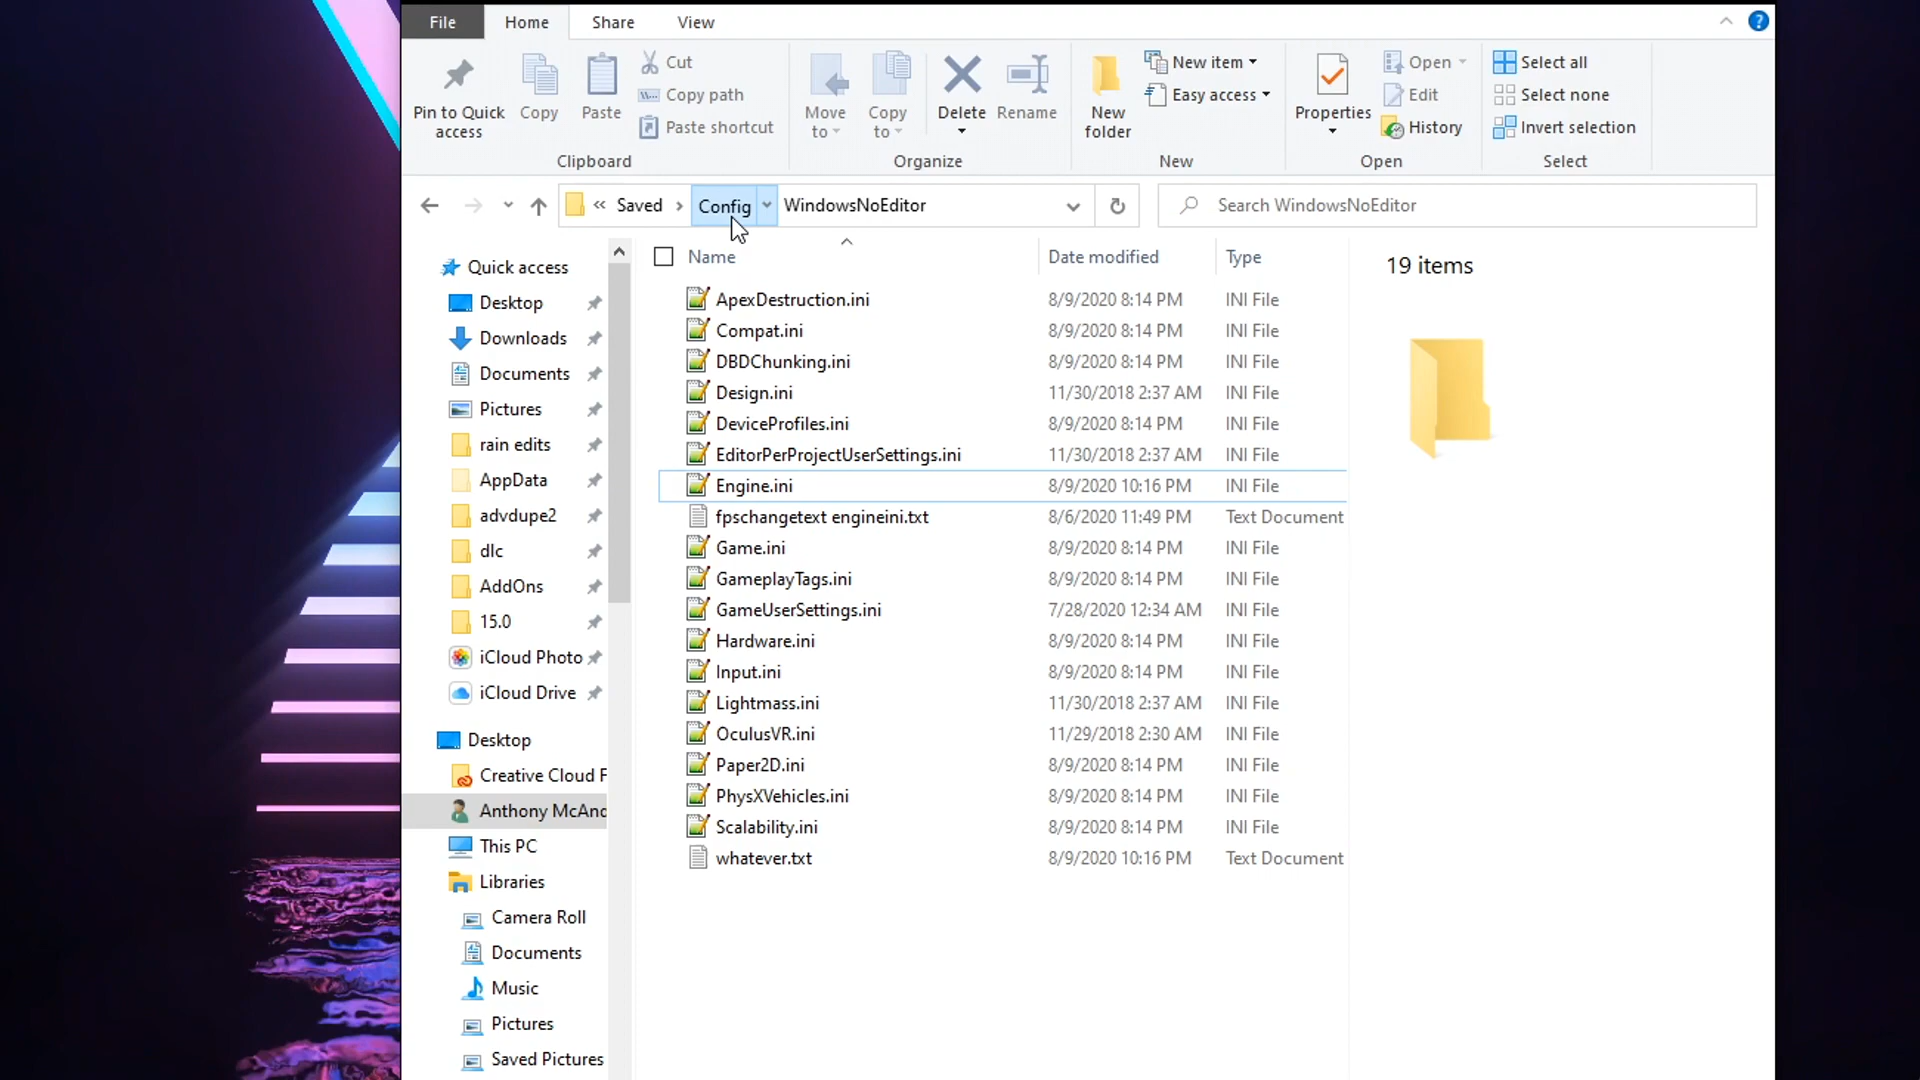 File Home Share View
Pin to Quick access
Copy
Paste
Cut
Copy path
Paste shortcut
Clipboard
Move to
Copy to
Delete
Rename
Organize
New folder
New item
Easy access
New
Properties
Open
Edit
History
Open
Select all
Select none
Invert selection
Select
« Saved > Config WindowsNoEditor
Search WindowsNoEditor
Quick access
Desktop
Downloads
Documents
Pictures
rain edits
AppData
advdupe2
dlc
AddOns
15.0
iCloud Photo
iCloud Drive
Desktop
Creative Cloud F
Anthony McAnd
This PC
Libraries
Camera Roll
Documents
Music
Pictures
Saved Pictures
Name Date modified Type
ApexDestruction.ini 8/9/2020 8:14 PM INI File
Compat.ini 8/9/2020 8:14 PM INI File
DBDChunking.ini 8/9/2020 8:14 PM INI File
Design.ini 11/30/2018 2:37 AM INI File
DeviceProfiles.ini 8/9/2020 8:14 PM INI File
EditorPerProjectUserSettings.ini 11/30/2018 2:37 AM INI File
Engine.ini 8/9/2020 10:16 PM INI File
fpschangetext engineini.txt 8/6/2020 11:49 PM Text Document
Game.ini 8/9/2020 8:14 PM INI File
GameplayTags.ini 8/9/2020 8:14 PM INI File
GameUserSettings.ini 7/28/2020 12:34 AM INI File
Hardware.ini 8/9/2020 8:14 PM INI File
Input.ini 8/9/2020 8:14 PM INI File
Lightmass.ini 11/30/2018 2:37 AM INI File
OculusVR.ini 11/29/2018 2:30 AM INI File
Paper2D.ini 8/9/2020 8:14 PM INI File
PhysXVehicles.ini 8/9/2020 8:14 PM INI File
Scalability.ini 8/9/2020 8:14 PM INI File
whatever.txt 8/9/2020 10:16 PM Text Document
19 items